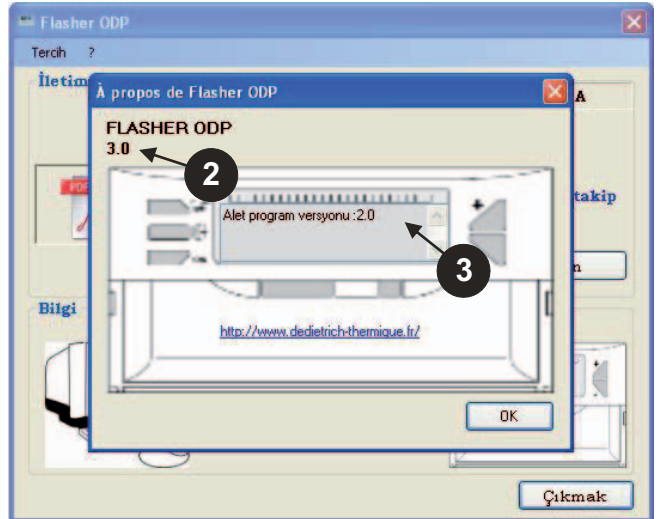 Flasher ODP
Tercih ?
İletim
A
À propos de Flasher ODP
FLASHER ODP
3.0
2
PDF
takip
Alet program versyonu :2.0
3
n
Bilgi
http://www.dedietrich-thermique.fr/
OK
Çıkmak